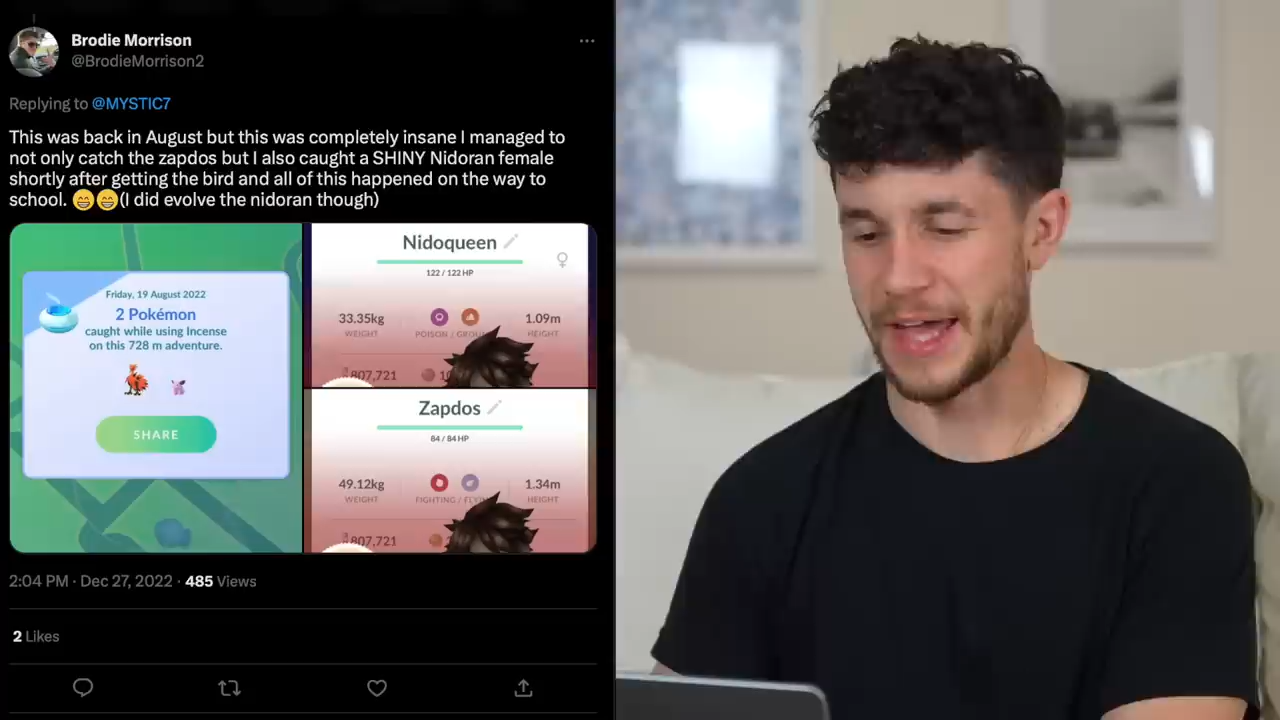 Brodie Morrison
@BrodieMorrison2
Replying to @MYSTIC7
This was back in August but this was completely insane I managed to
not only catch the zapdos but I also caught a SHINY Nidoran female
shortly after getting the bird and all of this happened on the way to
school. 😁😁(I did evolve the nidoran though)
Friday, 19 August 2022
2 Pokémon
caught while using Incense
on this 728 m adventure.
SHARE
Nidoqueen
122 / 122 HP
33.35kg
1.09m
WEIGHT
POISON /
HEIGHT
807,721
Zapdos
84 / 84 HP
49.12kg
1.34m
WEIGHT
FIGHTING /
HEIGHT
807,721
2:04 PM · Dec 27, 2022 · 485 Views
2 Likes